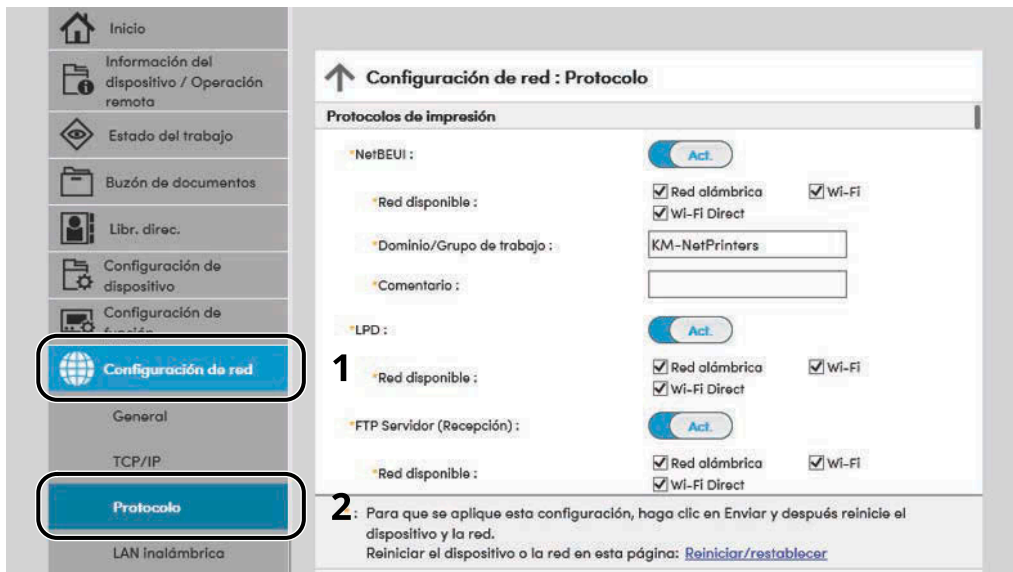 Inicio
Información del
dispositivo / Operación
remota
Estado del trabajo
Buzón de documentos
Libr. direc.
Configuración de
dispositivo
Configuración de
función
Configuración de red
General
TCP/IP
Protocolo
LAN inalámbrica
1
2
Configuración de red : Protocolo
Protocolos de impresión
*NetBEUI :
Act.
*Red disponible :
Red alámbrica
Wi-Fi
Wi-Fi Direct
*Dominio/Grupo de trabajo :
KM-NetPrinters
*Comentario :
*LPD :
Act.
*Red disponible :
Red alámbrica
Wi-Fi
Wi-Fi Direct
*FTP Servidor (Recepción) :
Act.
*Red disponible :
Red alámbrica
Wi-Fi
Wi-Fi Direct
: Para que se aplique esta configuración, haga clic en Enviar y después reinicie el
dispositivo y la red.
Reiniciar el dispositivo o la red en esta página: Reiniciar/restablecer